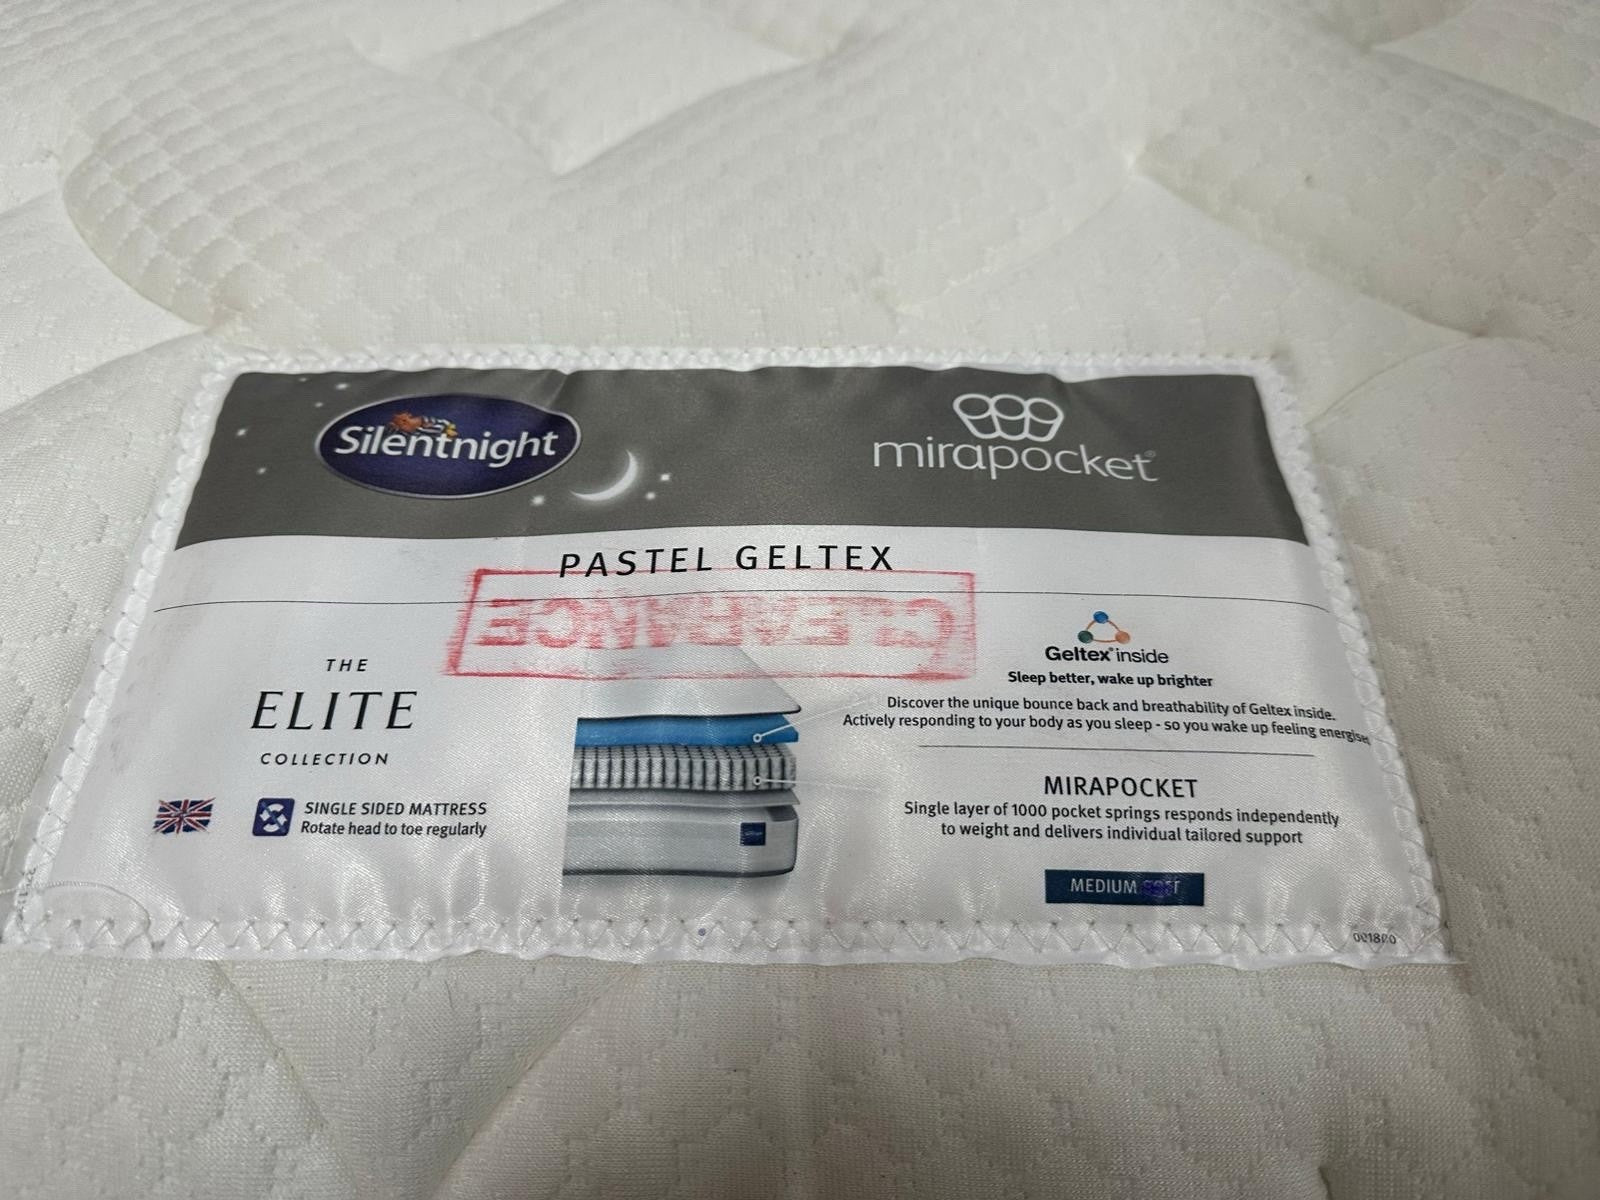 Silentnight
mirapocket®
PASTEL GELTEX
CLEARANCE
THE
ELITE
COLLECTION
SINGLE SIDED MATTRESS
Rotate head to toe regularly
Geltex® inside
Sleep better, wake up brighter
Discover the unique bounce back and breathability of Geltex inside.
Actively responding to your body as you sleep - so you wake up feeling energised
MIRAPOCKET
Single layer of 1000 pocket springs responds independently
to weight and delivers individual tailored support
MEDIUM SOFT